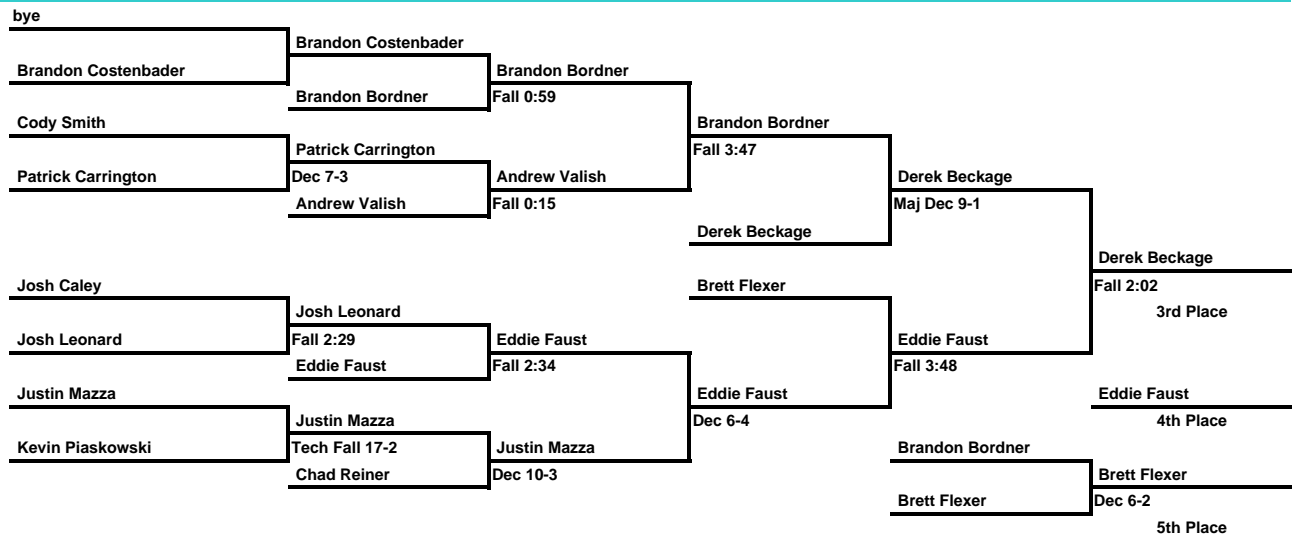 bye
Brandon Costenbader
Brandon Costenbader
Brandon Bordner
Brandon Bordner
Fall 0:59
Cody Smith
Brandon Bordner
Patrick Carrington
Fall 3:47
Patrick Carrington
Dec 7-3
Andrew Valish
Derek Beckage
Andrew Valish
Fall 0:15
Maj Dec 9-1
Derek Beckage
Derek Beckage
Josh Caley
Brett Flexer
Fall 2:02
Josh Leonard
3rd Place
Josh Leonard
Fall 2:29
Eddie Faust
Eddie Faust
Eddie Faust
Fall 2:34
Fall 3:48
Justin Mazza
Eddie Faust
Eddie Faust
Justin Mazza
Dec 6-4
4th Place
Kevin Piaskowski
Tech Fall 17-2
Justin Mazza
Brandon Bordner
Chad Reiner
Dec 10-3
Brett Flexer
Brett Flexer
Dec 6-2
5th Place